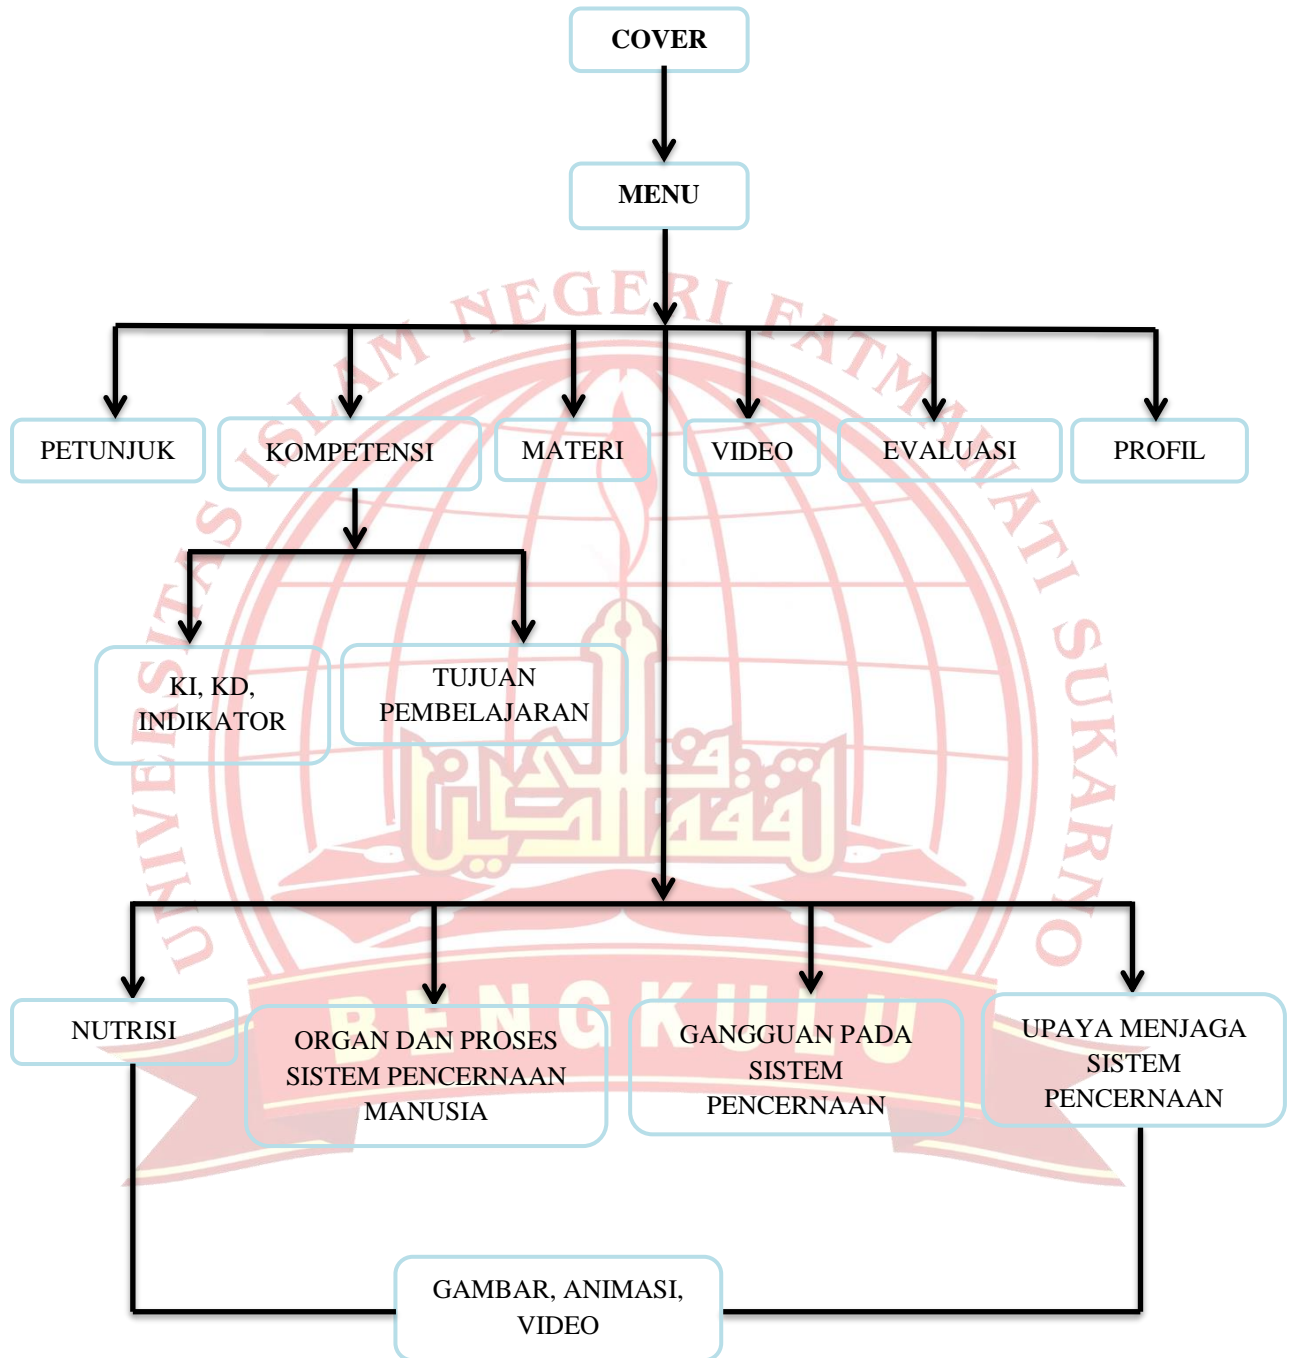 COVER
MENU
UNIVERSITAS ISLAM NEGERI FATMAWATI SUKARNO
PETUNJUK
KOMPETENSI
MATERI
VIDEO
EVALUASI
PROFIL
KI, KD,
INDIKATOR
TUJUAN
PEMBELAJARAN
BENGKULU
NUTRISI
ORGAN DAN PROSES
SISTEM PENCERNAAN
MANUSIA
GANGGUAN PADA
SISTEM
PENCERNAAN
UPAYA MENJAGA
SISTEM
PENCERNAAN
GAMBAR, ANIMASI,
VIDEO